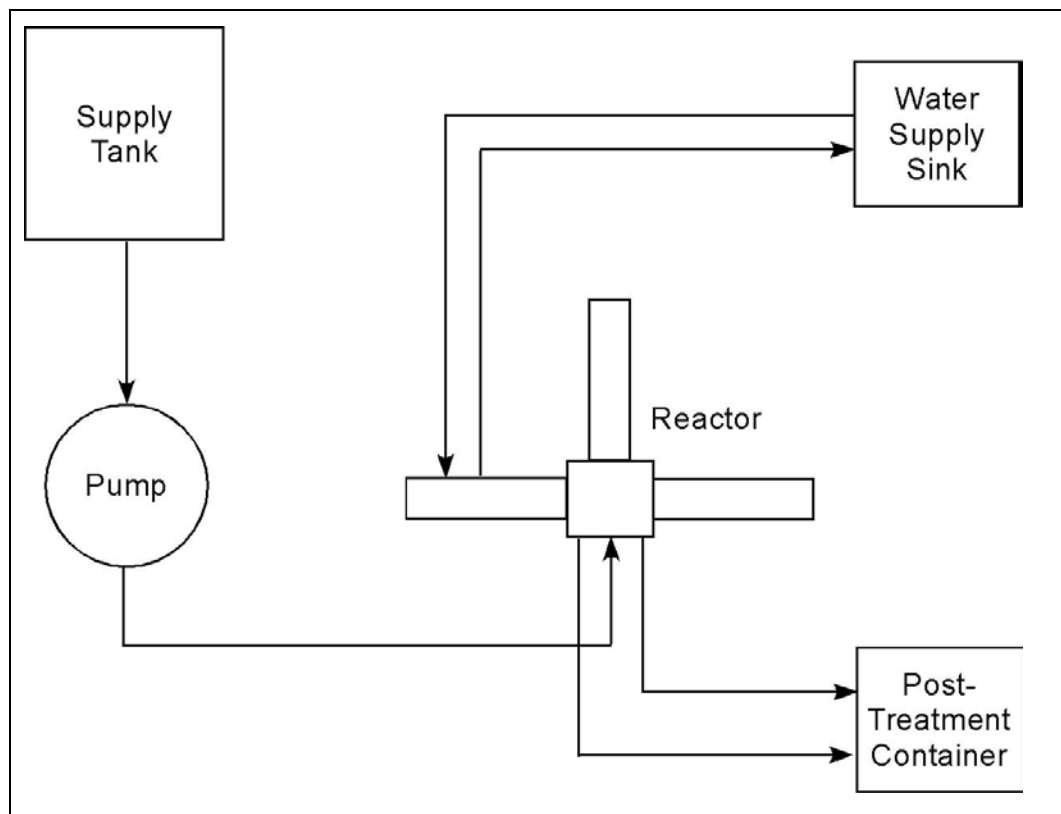 Supply
Tank
Water
Supply
Sink
Reactor
Pump
Post-
Treatment
Container